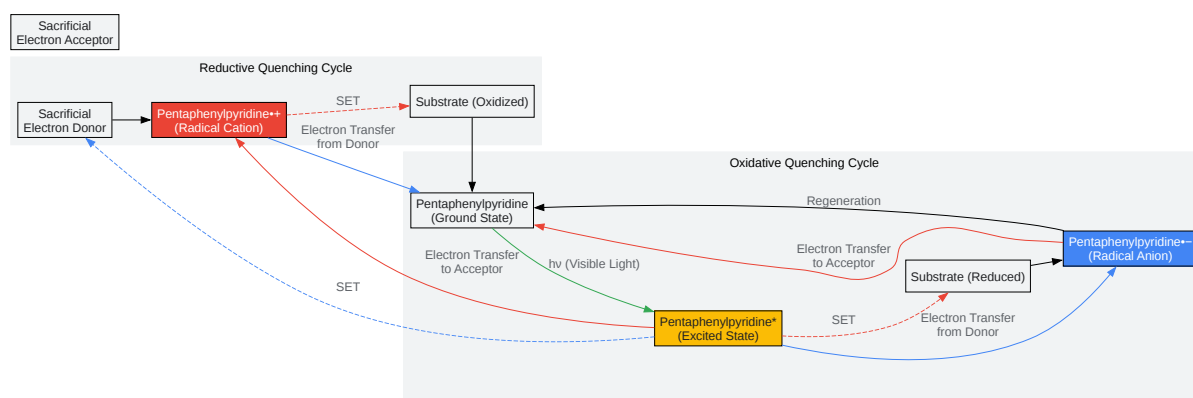 Sacrificial
Electron Acceptor
Reductive Quenching Cycle
Sacrificial
Electron Donor
Pentaphenylpyridine•+
(Radical Cation)
SET
Substrate (Oxidized)
Electron Transfer
from Donor
Oxidative Quenching Cycle
Pentaphenylpyridine
(Ground State)
Regeneration
Electron Transfer
to Acceptor
hν (Visible Light)
Electron Transfer
to Acceptor
Pentaphenylpyridine•−
(Radical Anion)
Substrate (Reduced)
SET
Pentaphenylpyridine*
(Excited State)
SET
Electron Transfer
from Donor